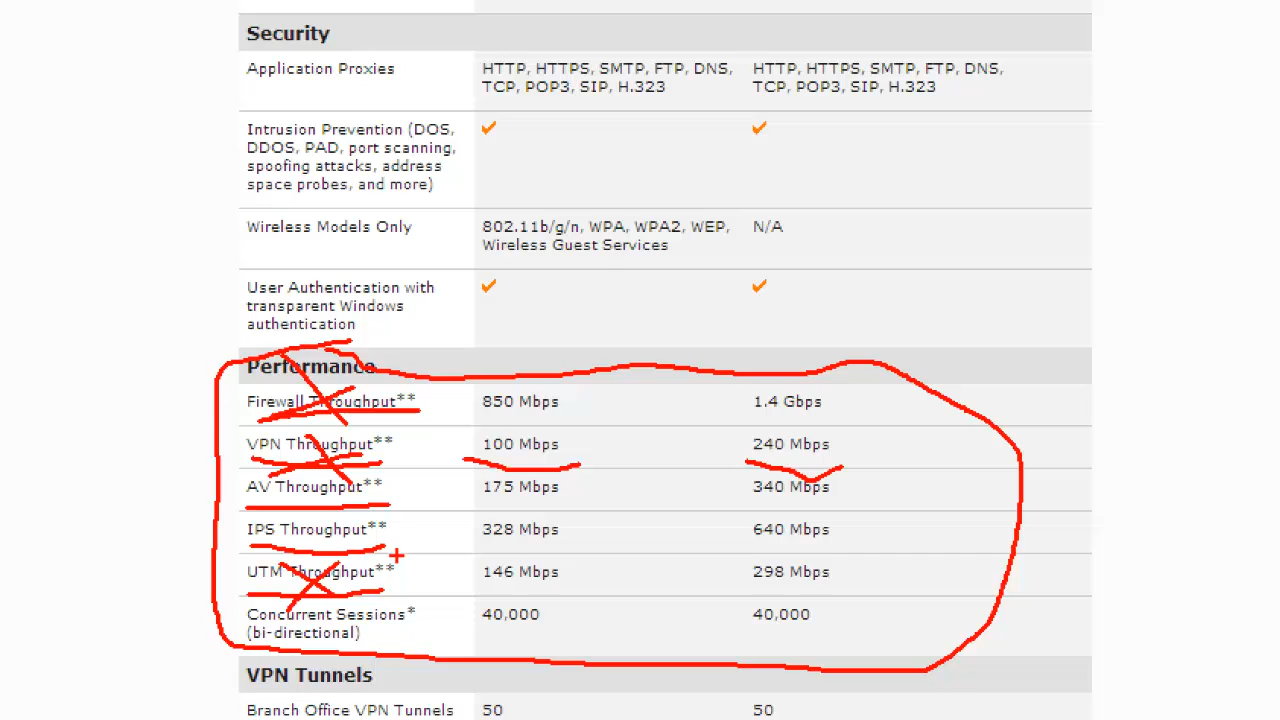 Security
Application Proxies
HTTP, HTTPS, SMTP, FTP, DNS,
TCP, POP3, SIP, H.323
HTTP, HTTPS, SMTP, FTP, DNS,
TCP, POP3, SIP, H.323
Intrusion Prevention (DOS,
DDOS, PAD, port scanning,
spoofing attacks, address
space probes, and more)
Wireless Models Only
802.11b/g/n, WPA, WPA2, WEP,
Wireless Guest Services
N/A
User Authentication with
transparent Windows
authentication
Performance
Firewall Throughput** 850 Mbps 1.4 Gbps
VPN Throughput** 100 Mbps 240 Mbps
AV Throughput** 175 Mbps 340 Mbps
IPS Throughput** 328 Mbps 640 Mbps
UTM Throughput** 146 Mbps 298 Mbps
Concurrent Sessions* 40,000 40,000
(bi-directional)
VPN Tunnels
Branch Office VPN Tunnels 50 50